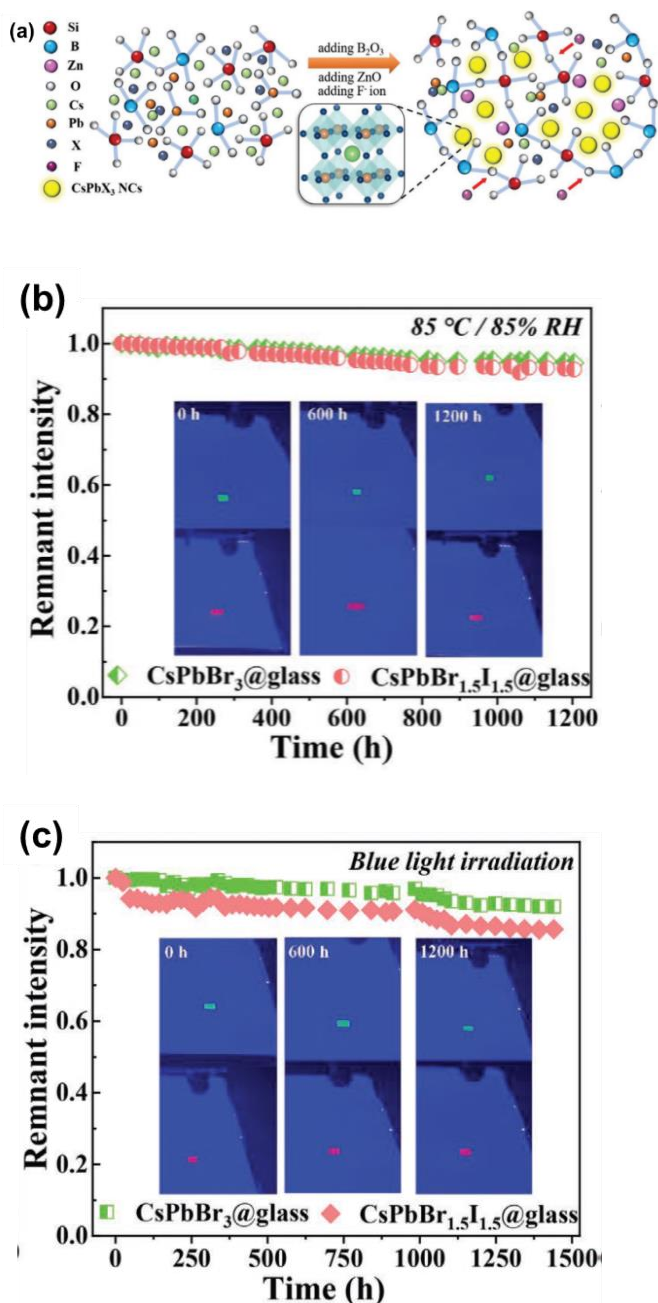 (a)
Si
B
Zn
O
Cs
Pb
X
F
CsPbX₃ NCs
adding B₂O₃
adding ZnO
adding F⁻ ion
(b)
85 °C / 85% RH
Remnant intensity
1.0
0.8
0.6
0.4
0.2
0.0
0 h
600 h
1200 h
CsPbBr₃@glass
CsPbBr₁.₅I₁.₅@glass
0 200 400 600 800 1000 1200
Time (h)
(c)
Blue light irradiation
Remnant intensity
1.0
0.8
0.6
0.4
0.2
0.0
0 h
600 h
1200 h
CsPbBr₃@glass
CsPbBr₁.₅I₁.₅@glass
0 250 500 750 1000 1250 1500
Time (h)